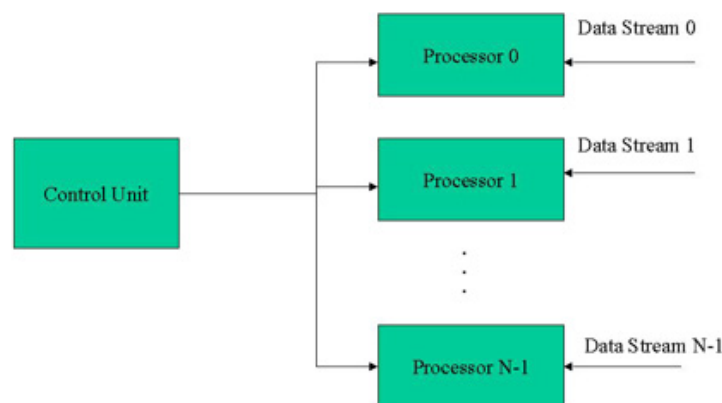 Data Stream 0
Processor 0
Data Stream 1
Control Unit
Processor 1
Data Stream N-1
Processor N-1